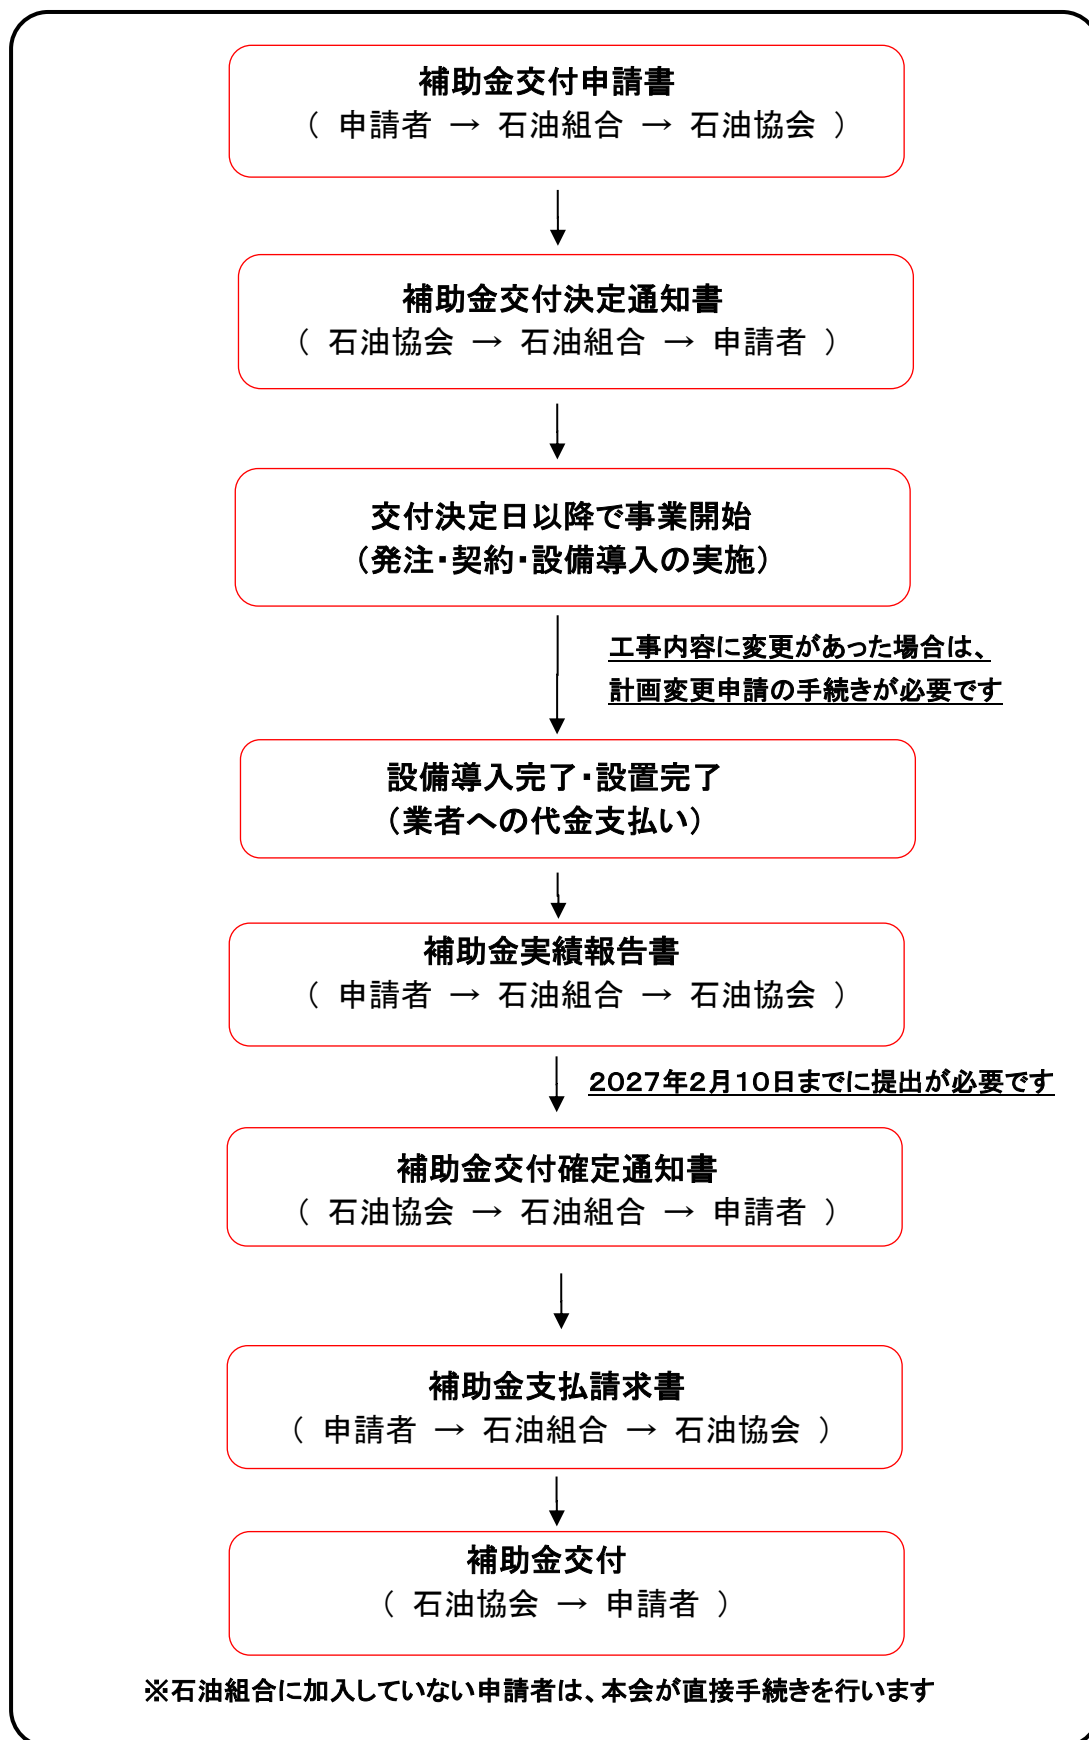 補助金交付申請書
（ 申請者 → 石油組合 → 石油協会 ）
補助金交付決定通知書
（ 石油協会 → 石油組合 → 申請者 ）
交付決定日以降で事業開始
（発注・契約・設備導入の実施）
工事内容に変更があった場合は、
計画変更申請の手続きが必要です
設備導入完了・設置完了
（業者への代金支払い）
補助金実績報告書
（ 申請者 → 石油組合 → 石油協会 ）
２０２７年２月１０日までに提出が必要です
補助金交付確定通知書
（ 石油協会 → 石油組合 → 申請者 ）
補助金支払請求書
（ 申請者 → 石油組合 → 石油協会 ）
補助金交付
（ 石油協会 → 申請者 ）
※石油組合に加入していない申請者は、本会が直接手続きを行います